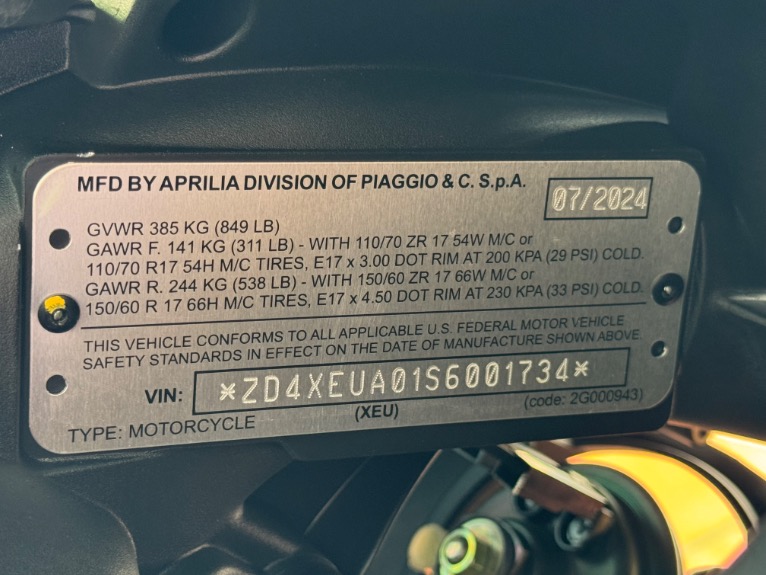 MFD BY APRILIA DIVISION OF PIAGGIO & C. S.p.A.
07/2024
GVWR 385 KG (849 LB)
GAWR F. 141 KG (311 LB) - WITH 110/70 ZR 17 54W M/C or
110/70 R17 54H M/C TIRES, E17 x 3.00 DOT RIM AT 200 KPA (29 PSI) COLD.
GAWR R. 244 KG (538 LB) - WITH 150/60 ZR 17 66W M/C or
150/60 R 17 66H M/C TIRES, E17 x 4.50 DOT RIM AT 230 KPA (33 PSI) COLD.
THIS VEHICLE CONFORMS TO ALL APPLICABLE U.S. FEDERAL MOTOR VEHICLE
SAFETY STANDARDS IN EFFECT ON THE DATE OF MANUFACTURE SHOWN ABOVE.
VIN: *ZD4XEUA01S6001734*
TYPE: MOTORCYCLE (XEU) (code: 2G000943)